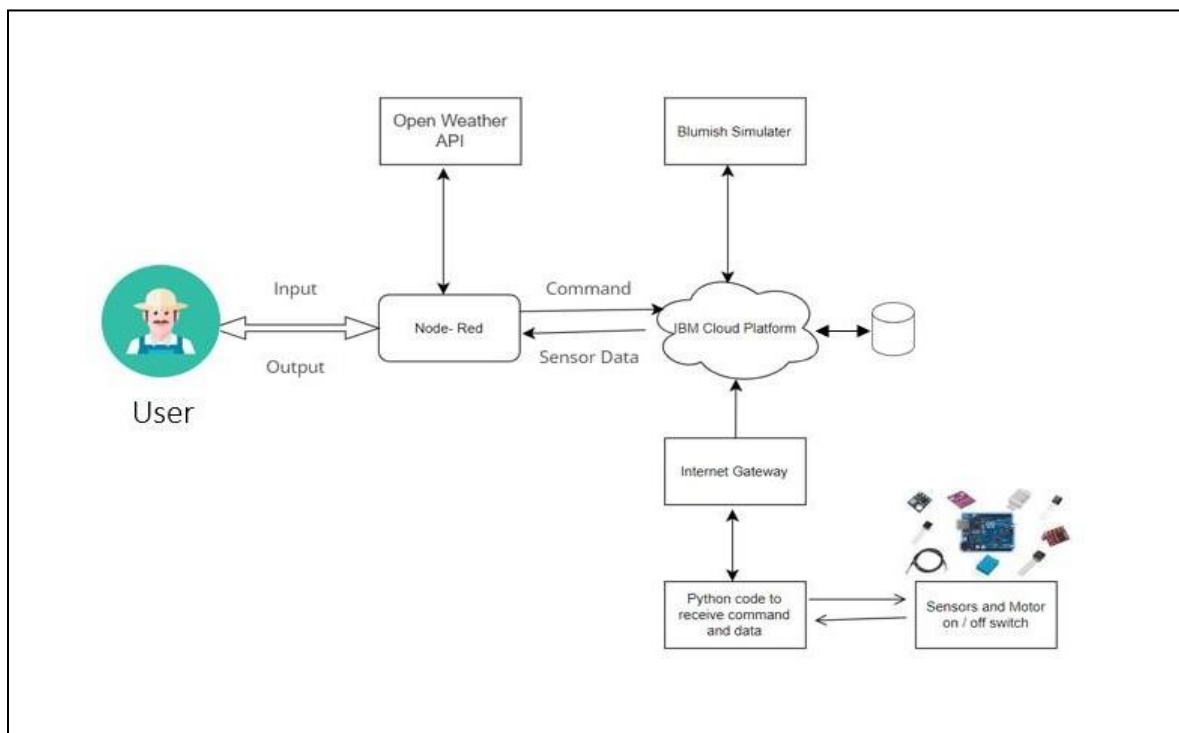 Open Weather
API
Blumish Simulater
Input
Output
User
Node- Red
Command
Sensor Data
IBM Cloud Platform
Internet Gateway
Python code to
receive command
and data
Sensors and Motor
on / off switch